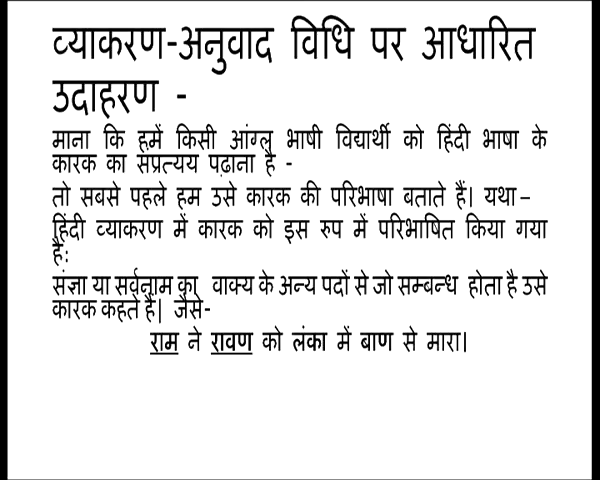 व्याकरण-अनुवाद विधि पर आधारित
उदाहरण -
माना कि हमें किसी आंग्ल भाषी विद्यार्थी को हिंदी भाषा के
कारक का संप्रत्यय पढ़ाना है -
तो सबसे पहले हम उसे कारक की परिभाषा बताते हैं। यथा–
हिंदी व्याकरण में कारक को इस रुप में परिभाषित किया गया
है:
संज्ञा या सर्वनाम का वाक्य के अन्य पदों से जो सम्बन्ध होता है उसे
कारक कहते हैं| जैसे-
राम ने रावण को लंका में बाण से मारा।